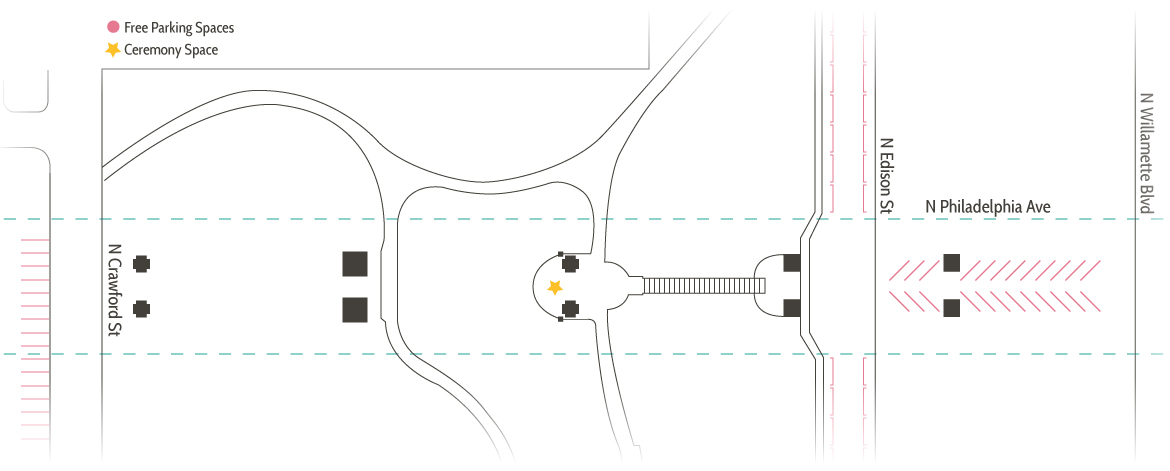 Free Parking Spaces
Ceremony Space
N Crawford St
N Edison St
N Philadelphia Ave
N Willamette Blvd